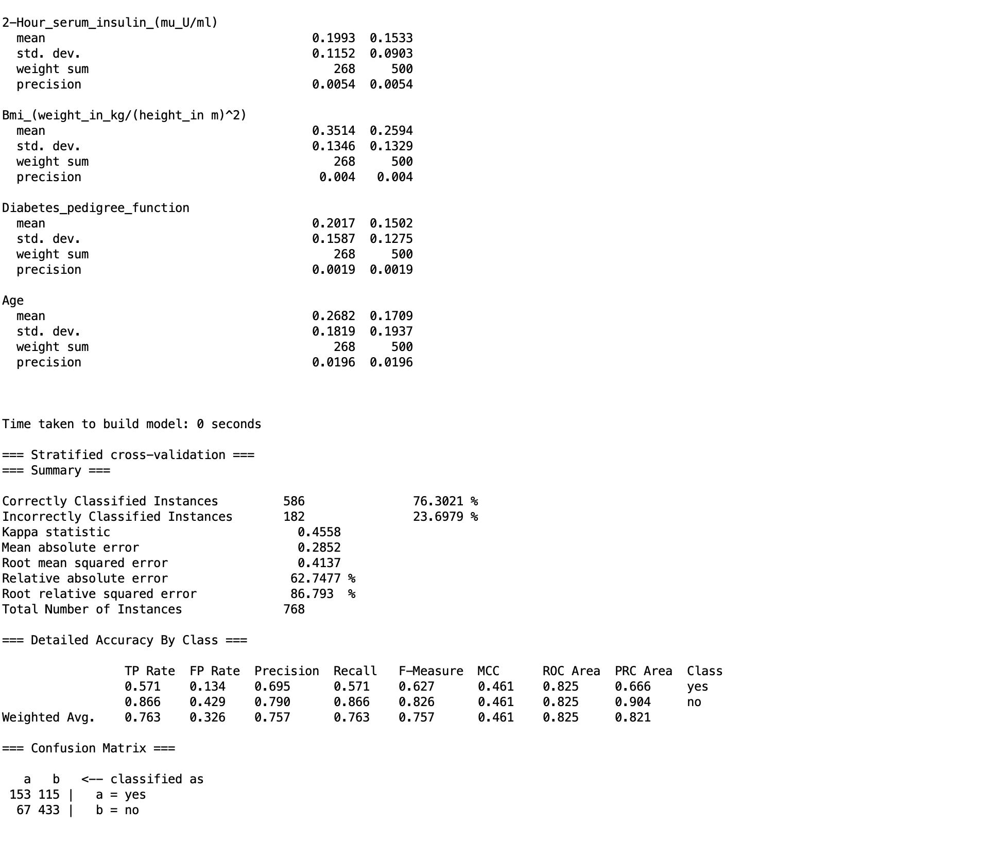 2-Hour_serum_insulin_(mu_U/ml)
  mean                                     0.1993  0.1533
  std. dev.                                0.1152  0.0903
  weight sum                                  268     500
  precision                                0.0054  0.0054

Bmi_(weight_in_kg/(height_in m)^2)
  mean                                     0.3514  0.2594
  std. dev.                                0.1346  0.1329
  weight sum                                  268     500
  precision                                 0.004   0.004

Diabetes_pedigree_function
  mean                                     0.2017  0.1502
  std. dev.                                0.1587  0.1275
  weight sum                                  268     500
  precision                                0.0019  0.0019

Age
  mean                                     0.2682  0.1709
  std. dev.                                0.1819  0.1937
  weight sum                                  268     500
  precision                                0.0196  0.0196

Time taken to build model: 0 seconds

=== Stratified cross-validation ===
=== Summary ===

Correctly Classified Instances         586               76.3021 %
Incorrectly Classified Instances       182               23.6979 %
Kappa statistic                          0.4558
Mean absolute error                      0.2852
Root mean squared error                  0.4137
Relative absolute error                 62.7477 %
Root relative squared error             86.793  %
Total Number of Instances              768

=== Detailed Accuracy By Class ===

                 TP Rate  FP Rate  Precision  Recall   F-Measure  MCC      ROC Area  PRC Area  Class
                 0.571    0.134    0.695      0.571    0.627      0.461    0.825     0.666     yes
                 0.866    0.429    0.790      0.866    0.826      0.461    0.825     0.904     no
Weighted Avg.    0.763    0.326    0.757      0.763    0.757      0.461    0.825     0.821

=== Confusion Matrix ===

   a   b   <-- classified as
 153 115 |   a = yes
  67 433 |   b = no